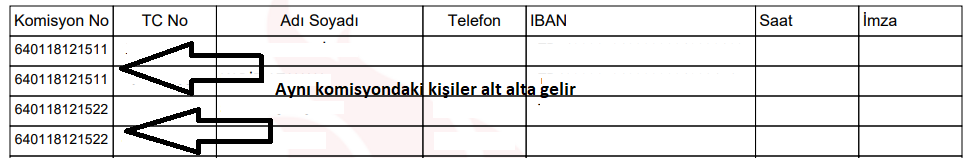 Komisyon No TC No Adı Soyadı Telefon IBAN Saat İmza
640118121511
640118121511
Aynı komisyondaki kişiler alt alta gelir
640118121522
640118121522